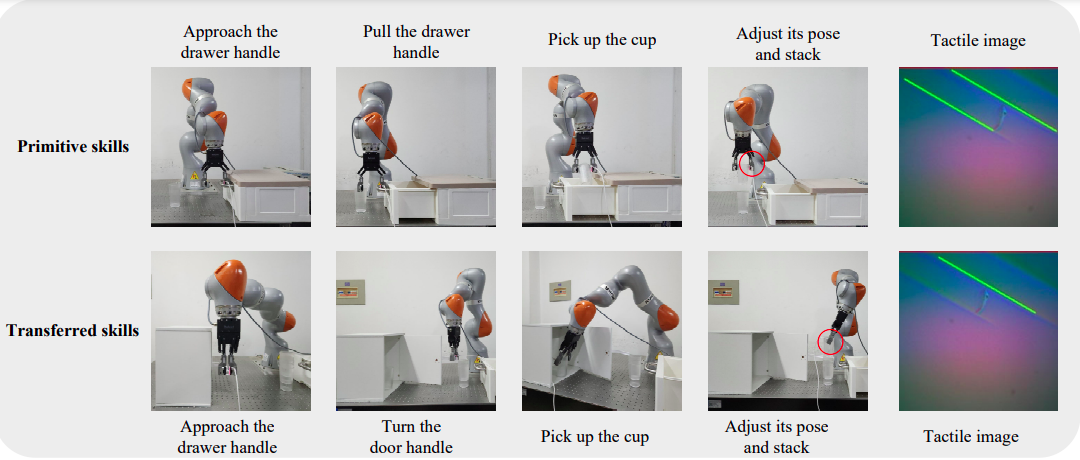 Approach the
drawer handle
Pull the drawer
handle
Pick up the cup
Adjust its pose
and stack
Tactile image
Primitive skills
Transferred skills
Approach the
drawer handle
Turn the
door handle
Pick up the cup
Adjust its pose
and stack
Tactile image